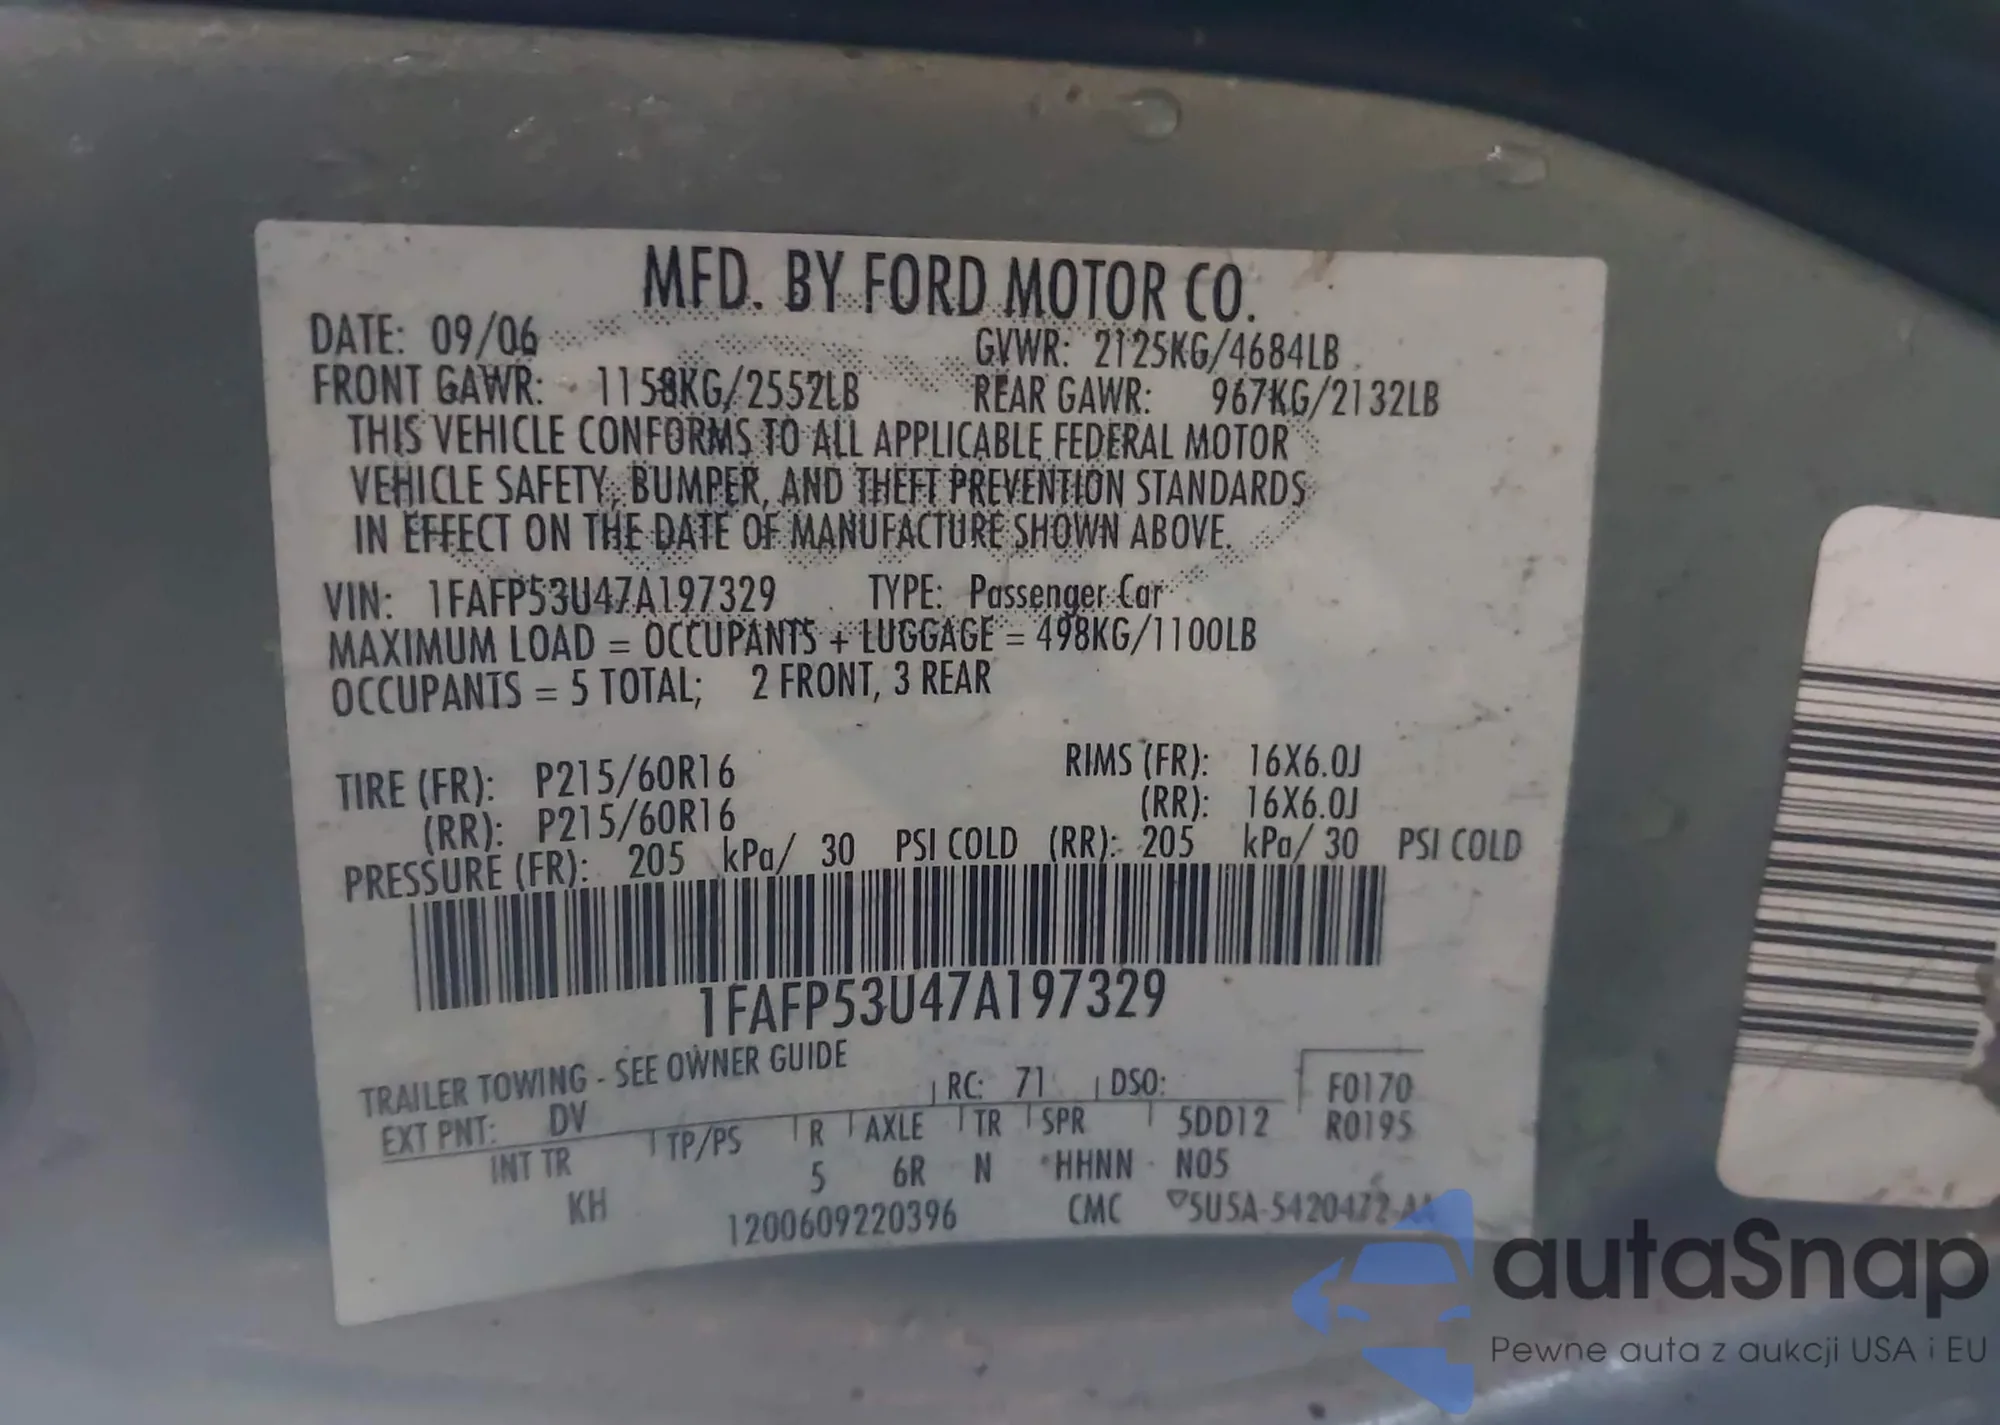 MFD. BY FORD MOTOR CO.
DATE: 09/06 GVWR: 2125KG/4684LB
FRONT GAWR: 1158KG/2552LB REAR GAWR: 967KG/2132LB
THIS VEHICLE CONFORMS TO ALL APPLICABLE FEDERAL MOTOR
VEHICLE SAFETY, BUMPER, AND THEFT PREVENTION STANDARDS
IN EFFECT ON THE DATE OF MANUFACTURE SHOWN ABOVE.
VIN: 1FAFP53U47A197329 TYPE: Passenger Car
MAXIMUM LOAD = OCCUPANTS + LUGGAGE = 498KG/1100LB
OCCUPANTS = 5 TOTAL; 2 FRONT, 3 REAR
TIRE (FR): P215/60R16 RIMS (FR): 16X6.0J
(RR): P215/60R16 (RR): 16X6.0J
PRESSURE (FR): 205 kPa/ 30 PSI COLD (RR): 205 kPa/ 30 PSI COLD
1FAFP53U47A197329
TRAILER TOWING - SEE OWNER GUIDE
EXT PNT: DV RC: 71 DSO: F0170
INT TR TP/PS R AXLE TR SPR 5DD12 R0195
KH 5 6R N HHNN N05
1200609220396 CMC ♡5U5A-5420472-AA
autaSnap
Pewne auta z aukcji USA i EU